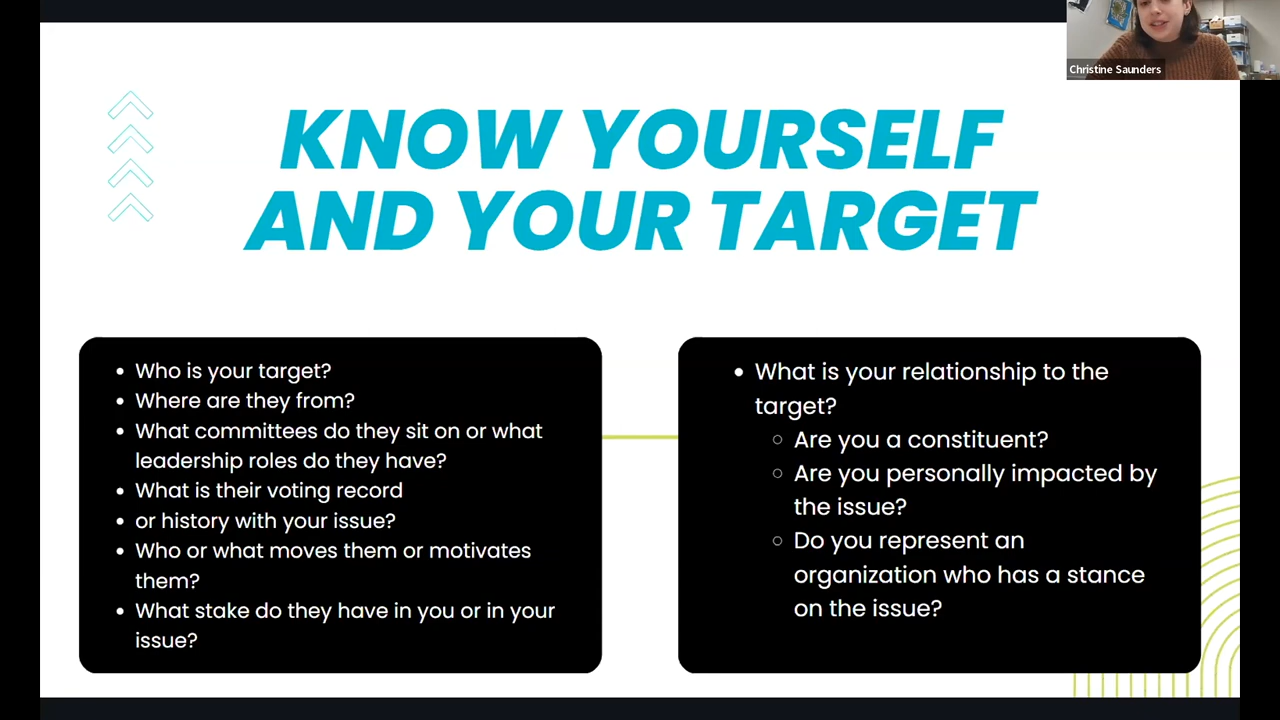 Christine Saunders
KNOW YOURSELF
AND YOUR TARGET
• Who is your target?
• Where are they from?
• What committees do they sit on or what
leadership roles do they have?
• What is their voting record
• or history with your issue?
• Who or what moves them or motivates
them?
• What stake do they have in you or in your
issue?
• What is your relationship to the
target?
○ Are you a constituent?
○ Are you personally impacted by
the issue?
○ Do you represent an
organization who has a stance
on the issue?